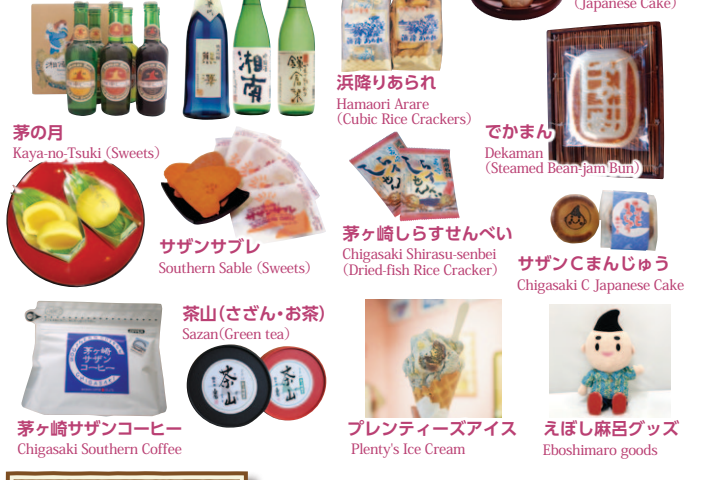 (Japanese Cake)
湘南
鎌倉
浜降りあられ
Hamaori Arare
(Cubic Rice Crackers)
茅の月
Kaya-no-Tsuki (Sweets)
でかまん
Dekaman
(Steamed Bean-jam Bun)
サザンサブレ
Southern Sable (Sweets)
茅ヶ崎しらすせんべい
Chigasaki Shirasu-senbei
(Dried-fish Rice Cracker)
サザンCまんじゅう
Chigasaki C Japanese Cake
茶山(さざん・お茶)
Sazan(Green tea)
茅ヶ崎
サザン
コーヒー
茶山
茶山
茅ヶ崎サザンコーヒー
Chigasaki Southern Coffee
プレンティーズアイス
Plenty's Ice Cream
えぼし麻呂グッズ
Eboshimaro goods